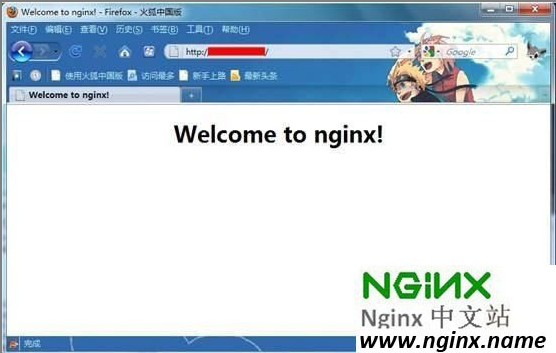 Welcome to nginx! - Firefox - 火狐中国版
文件(F) 编辑(E) 查看(V) 历史(S) 书签(B) 工具(T) 帮助(H)
http:/ / Google
使用火狐中国版 访问最多 新手上路 最新头条
Welcome to nginx!
Welcome to nginx!
NGiNX
Nginx 中文站
www.nginx.name
完成